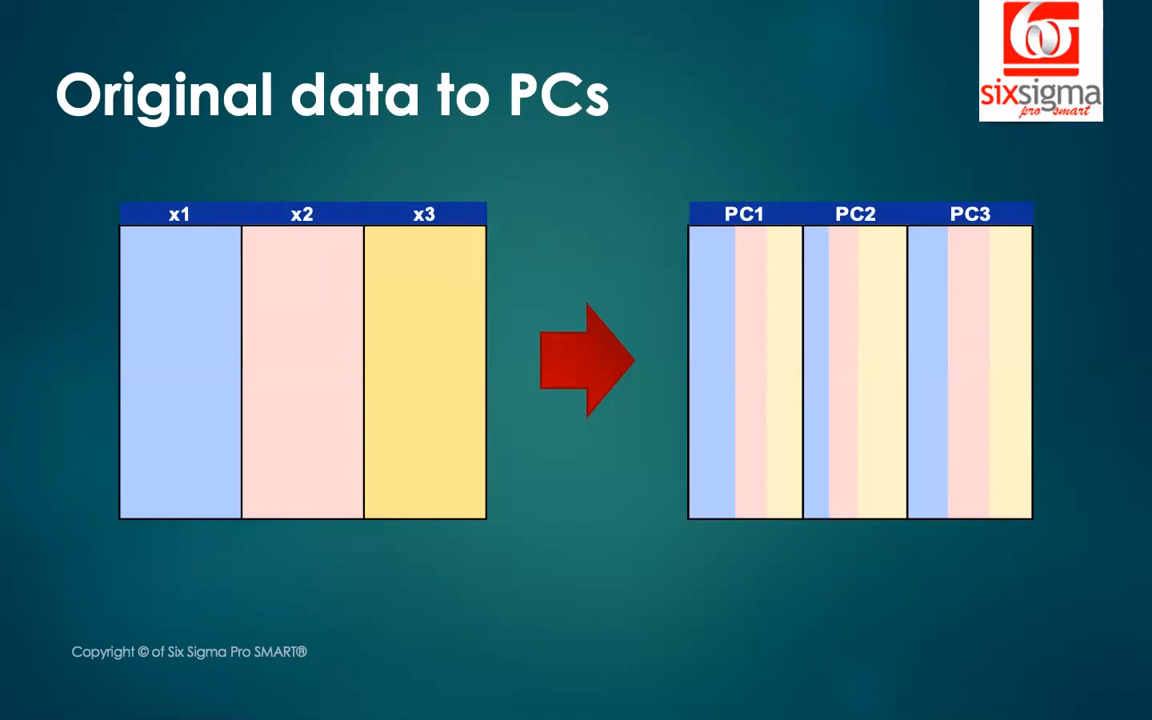 Original data to PCs
6σ
sixsigma
pro smart
x1 x2 x3
PC1 PC2 PC3
Copyright © of Six Sigma Pro SMART®